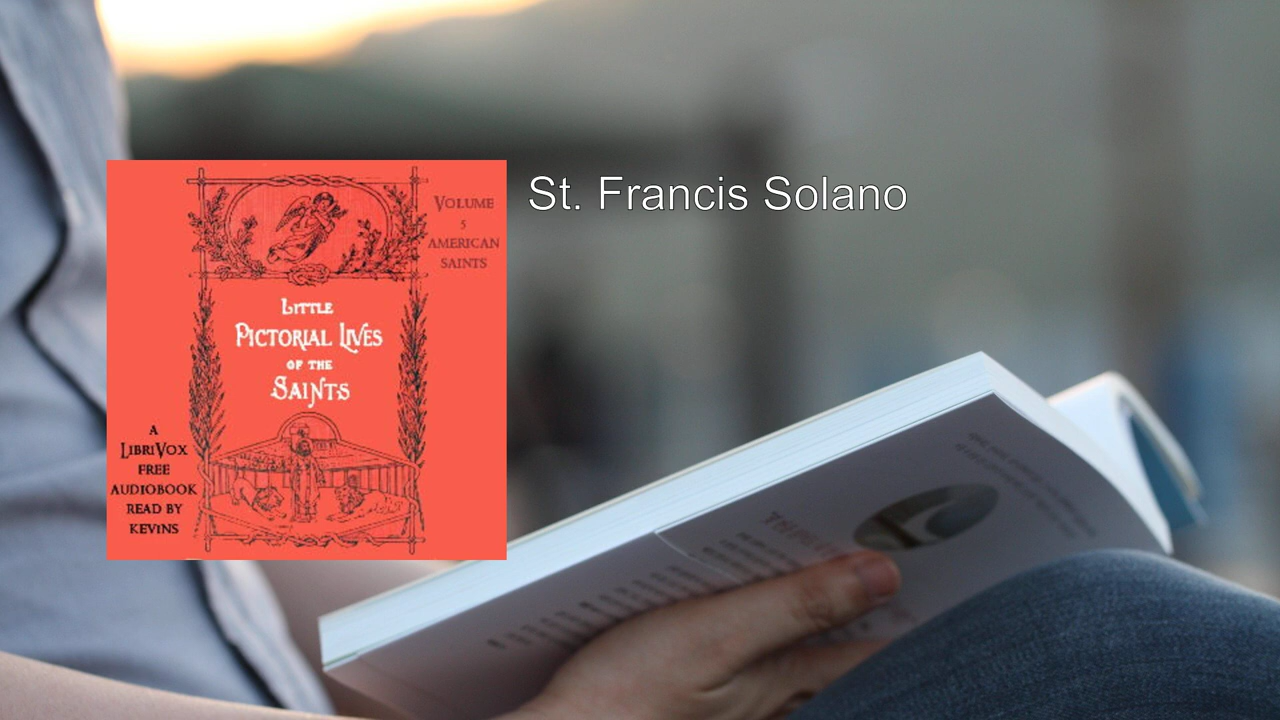 St. Francis Solano
VOLUME
5
AMERICAN
SAINTS
LITTLE
PICTORIAL LIVES
OF THE
SAINTS
A
LIBRIVOX
FREE
AUDIOBOOK
READ BY
KEVINS